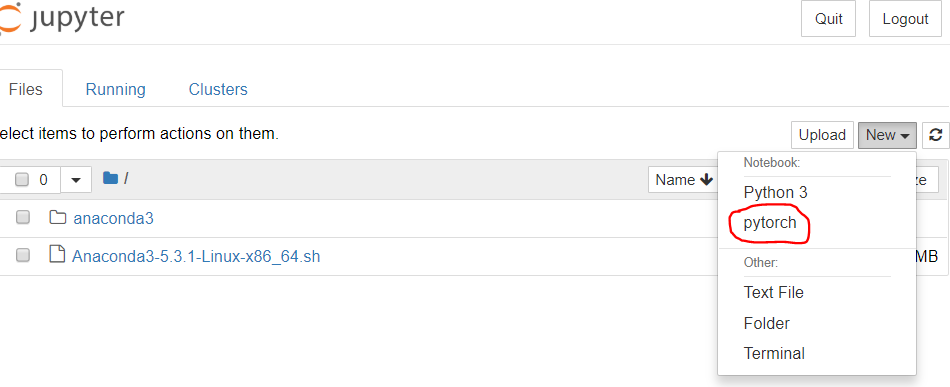 jupyter
Quit
Logout
Files
Running
Clusters
elect items to perform actions on them.
Upload
New
0
/
Name
ze
Notebook:
Python 3
pytorch
anaconda3
Anaconda3-5.3.1-Linux-x86_64.sh
MB
Other:
Text File
Folder
Terminal